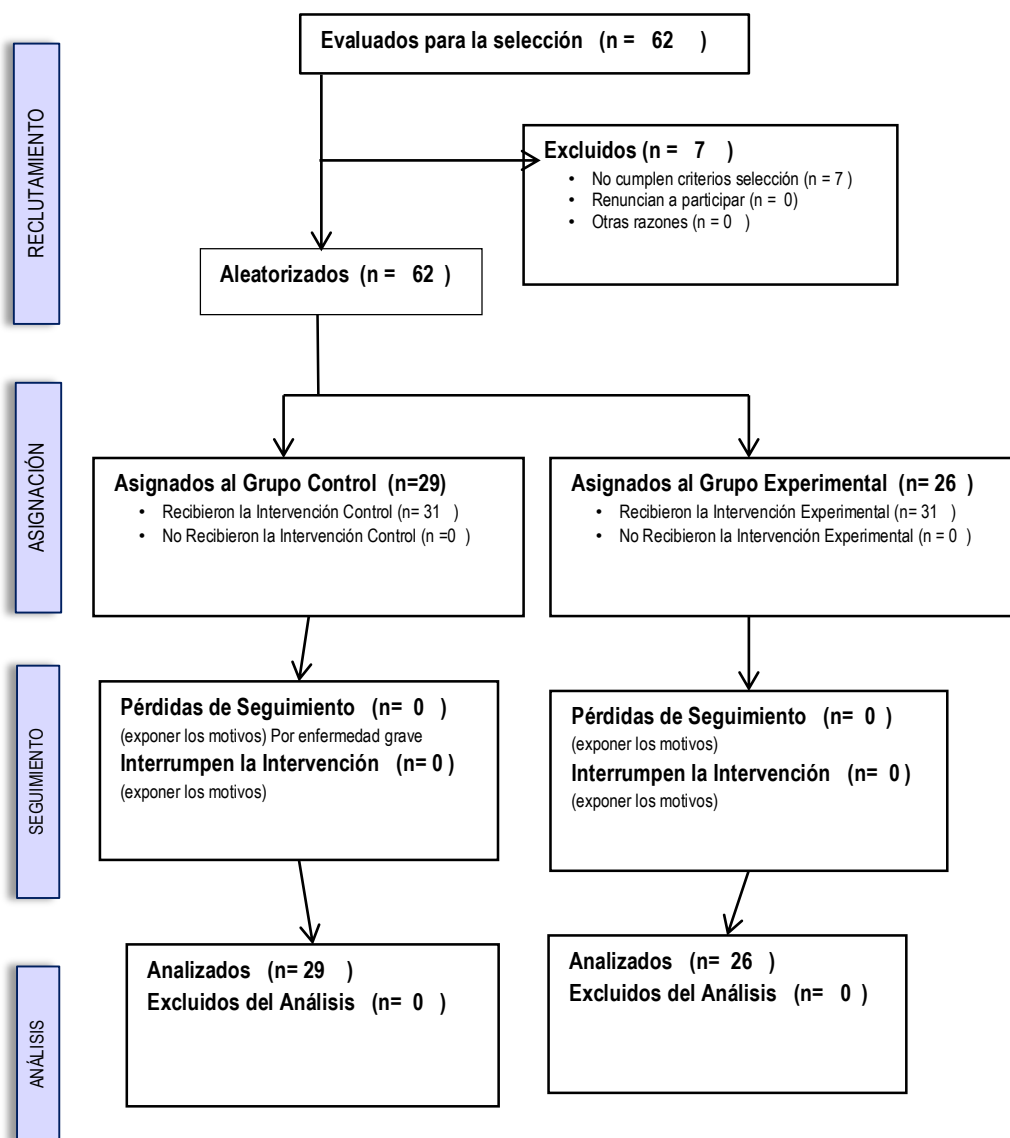 RECLUTAMIENTO
Evaluados para la selección (n = 62 )
Excluidos (n = 7 )
• No cumplen criterios selección (n = 7 )
• Renuncian a participar (n = 0)
• Otras razones (n = 0 )
Aleatorizados (n = 62 )
ASIGNACIÓN
Asignados al Grupo Control (n=29)
• Recibieron la Intervención Control (n= 31 )
• No Recibieron la Intervención Control (n =0 )
Asignados al Grupo Experimental (n= 26 )
• Recibieron la Intervención Experimental (n= 31 )
• No Recibieron la Intervención Experimental (n = 0 )
SEGUIMIENTO
Pérdidas de Seguimiento (n= 0 )
(exponer los motivos) Por enfermedad grave
Interrumpen la Intervención (n= 0 )
(exponer los motivos)
Pérdidas de Seguimiento (n= 0 )
(exponer los motivos)
Interrumpen la Intervención (n= 0 )
(exponer los motivos)
ANÁLISIS
Analizados (n= 29 )
Excluidos del Análisis (n= 0 )
Analizados (n= 26 )
Excluidos del Análisis (n= 0 )